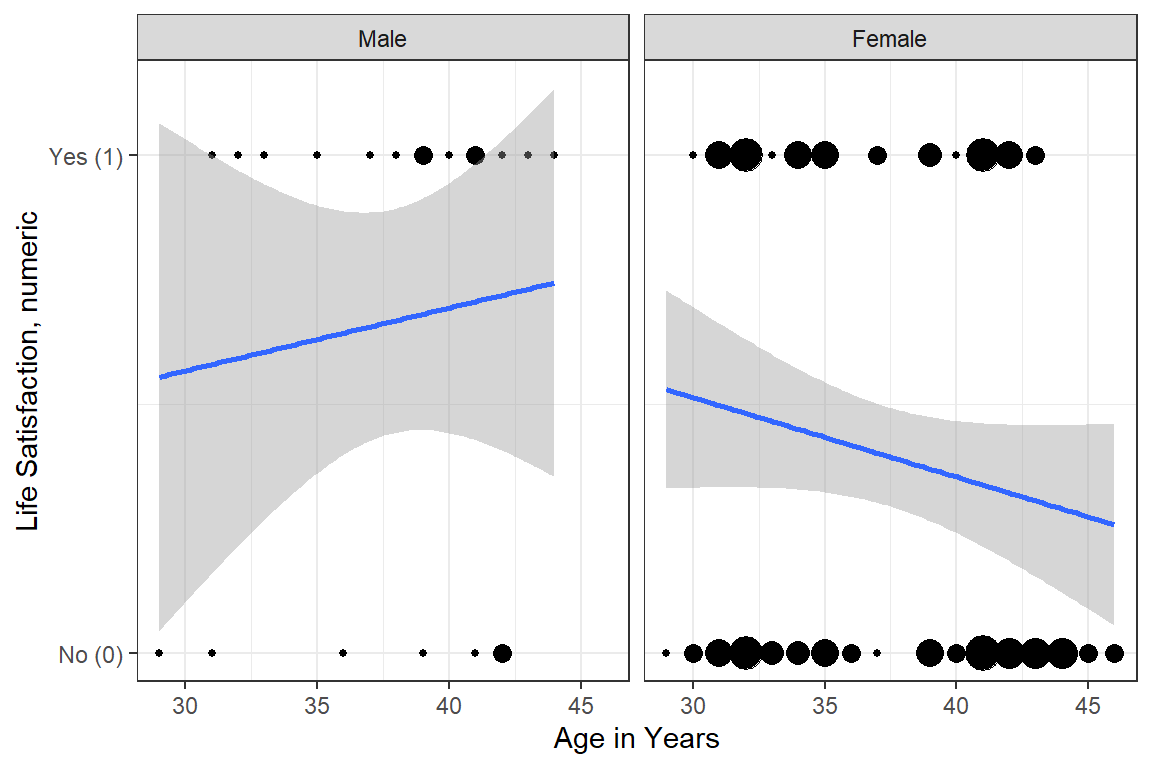 Male
Female
Life Satisfaction, numeric
Yes (1)
No (0)
30 35 40 45
30 35 40 45
Age in Years